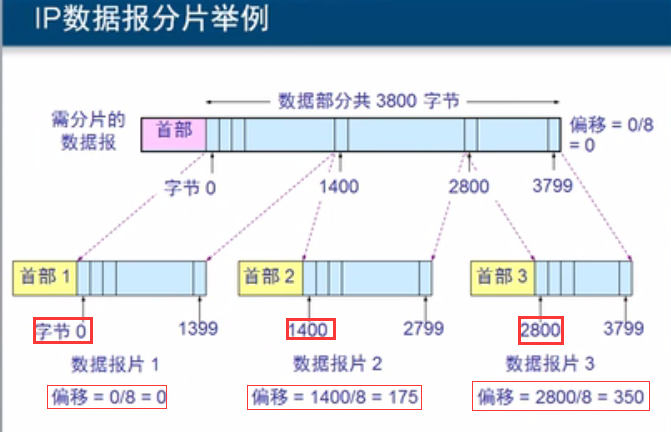 IP数据报分片举例
数据部分共 3800 字节
需分片的
数据报
首部
偏移 = 0/8
= 0
字节 0
1400
2800
3799
首部 1
首部 2
首部 3
字节 0
1399
1400
2799
2800
3799
数据报片 1
数据报片 2
数据报片 3
偏移 = 0/8 = 0
偏移 = 1400/8 = 175
偏移 = 2800/8 = 350